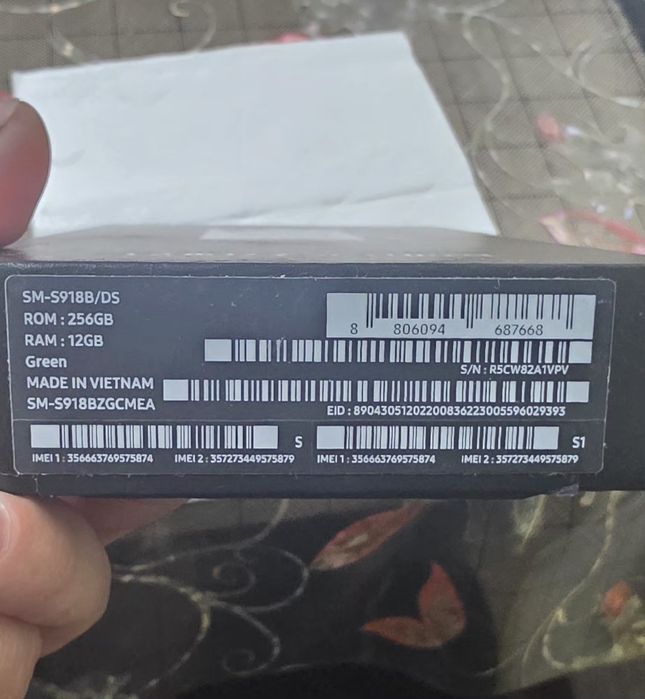 SM-S918B/DS
ROM : 256GB
RAM : 12GB
Green
MADE IN VIETNAM
SM-S918BZGCMEA
8 806094 687668
S/N : R5CW82A1VPV
EID : 89043051202200836223005596029393
S
IMEI 1 : 356663769575874 IMEI 2 : 357273449575879
S1
IMEI 1 : 356663769575874 IMEI 2 : 357273449575879